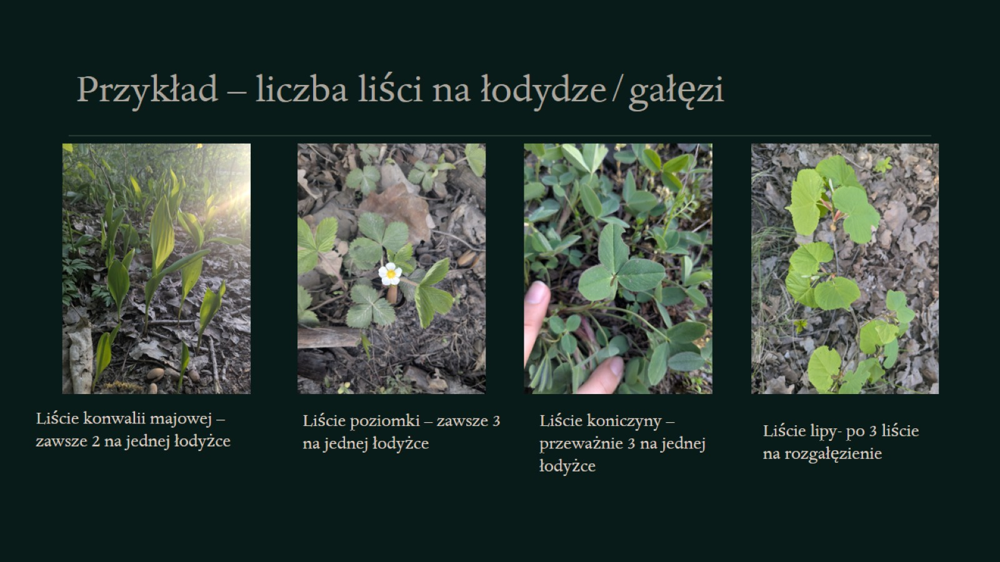 Przykład – liczba liści na łodydze/gałęzi
Liście konwalii majowej –
zawsze 2 na jednej łodyżce
Liście poziomki – zawsze 3
na jednej łodyżce
Liście koniczyny –
przeważnie 3 na jednej
łodyżce
Liście lipy- po 3 liście
na rozgałęzienie